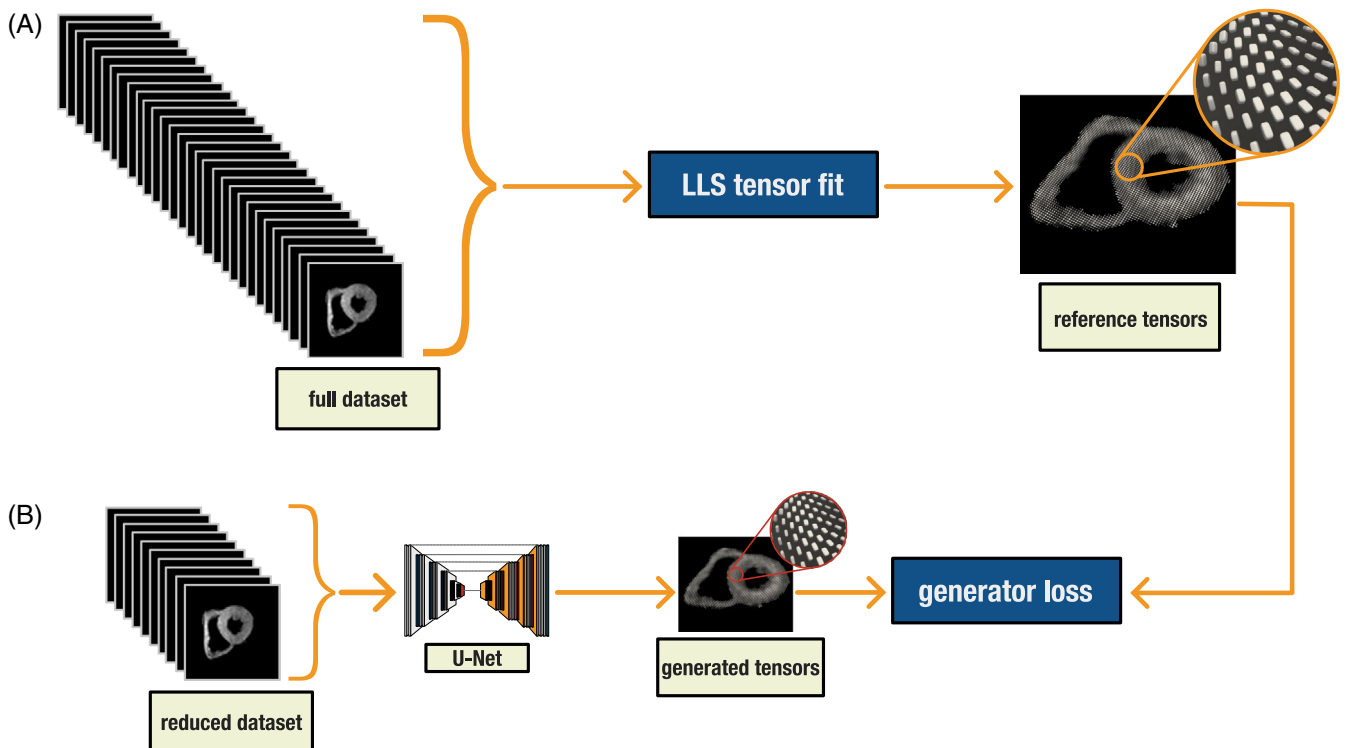 (A)
LLS tensor fit
reference tensors
full dataset
(B)
generator loss
U-Net
generated tensors
reduced dataset